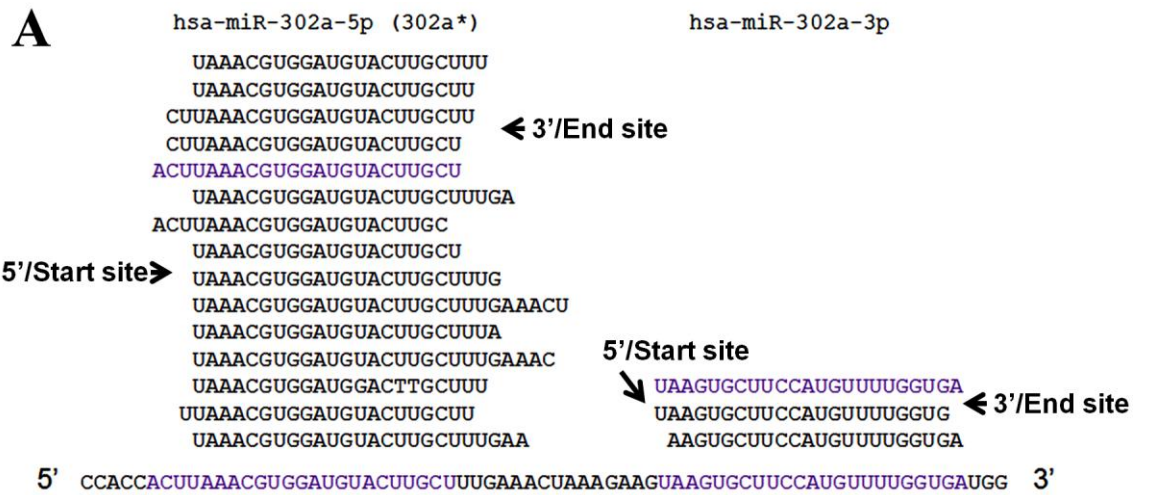 A
hsa-miR-302a-5p (302a*)
hsa-miR-302a-3p
UAAACGUGGAUGUACUUGCUUU
UAAACGUGGAUGUACUUGCUU
CUUAAACGUGGAUGUACUUGCUU
3'/End site
CUUAAACGUGGAUGUACUUGCU
ACUUAAACGUGGAUGUACUUGCU
UAAACGUGGAUGUACUUGCUUUGA
ACUUAAACGUGGAUGUACUUGC
UAAACGUGGAUGUACUUGCU
5'/Start site
UAAACGUGGAUGUACUUGCUUUG
UAAACGUGGAUGUACUUGCUUUGAAACU
UAAACGUGGAUGUACUUGCUUUA
5'/Start site
UAAACGUGGAUGUACUUGCUUUGAAAC
UAAACGUGGAUGGACTTGCUUU
UAAGUGCUUCCAUGUUUUGGUGA
3'/End site
UUAAACGUGGAUGUACUUGCUU
UAAGUGCUUCCAUGUUUUGGUG
UAAACGUGGAUGUACUUGCUUUGAA
AAGUGCUUCCAUGUUUUGGUGA
5' CCACCACUUAAACGUGGAUGUACUUGCUUUGAAACUAAAGAAGUAAGUGCUUCCAUGUUUUGGUGAUGG 3'